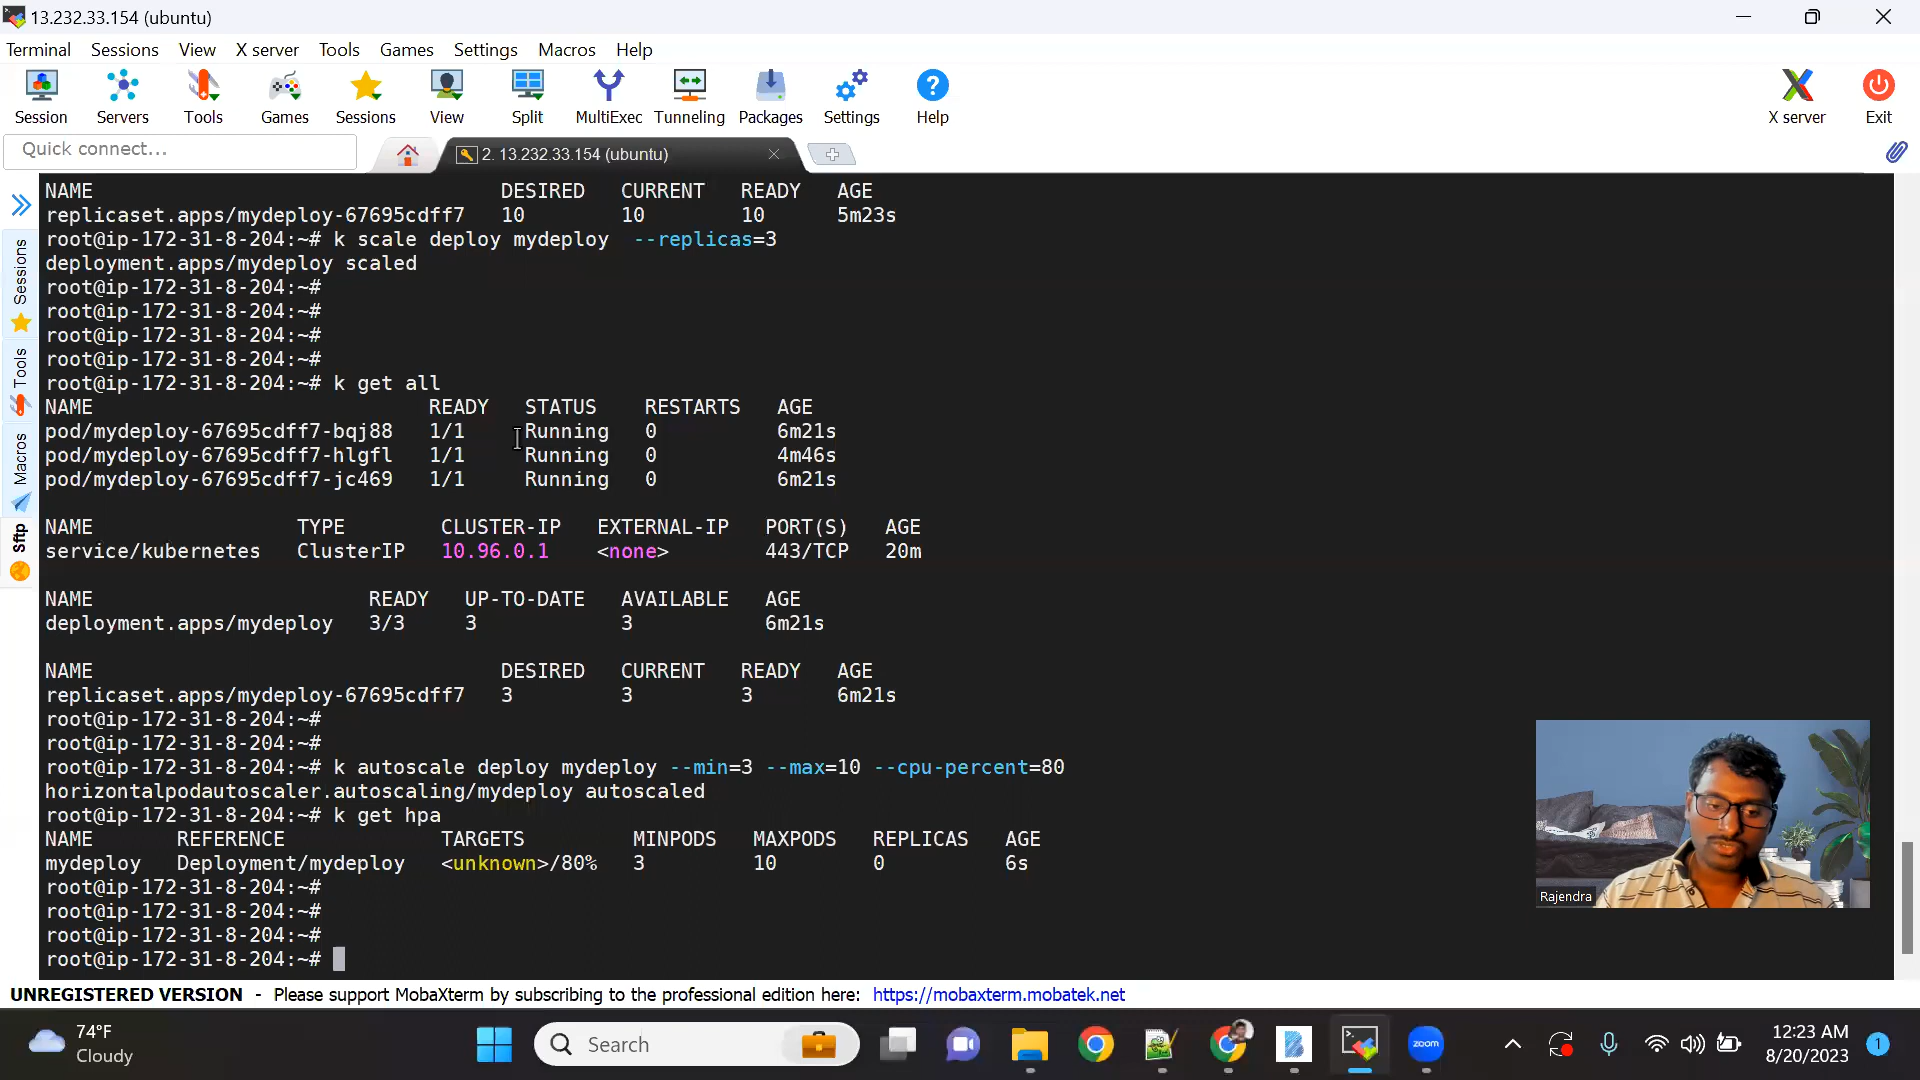 13.232.33.154 (ubuntu)
Terminal Sessions View X server Tools Games Settings Macros Help
Session Servers Tools Games Sessions View Split MultiExec Tunneling Packages Settings Help X server Exit
Quick connect... 2. 13.232.33.154 (ubuntu)
Sessions
Tools
Macros
Sftp
NAME DESIRED CURRENT READY AGE
replicaset.apps/mydeploy-67695cdff7 10 10 10 5m23s
root@ip-172-31-8-204:~# k scale deploy mydeploy --replicas=3
deployment.apps/mydeploy scaled
root@ip-172-31-8-204:~#
root@ip-172-31-8-204:~#
root@ip-172-31-8-204:~#
root@ip-172-31-8-204:~#
root@ip-172-31-8-204:~# k get all
NAME READY STATUS RESTARTS AGE
pod/mydeploy-67695cdff7-bqj88 1/1 Running 0 6m21s
pod/mydeploy-67695cdff7-hlgfl 1/1 Running 0 4m46s
pod/mydeploy-67695cdff7-jc469 1/1 Running 0 6m21s
NAME TYPE CLUSTER-IP EXTERNAL-IP PORT(S) AGE
service/kubernetes ClusterIP 10.96.0.1 <none> 443/TCP 20m
NAME READY UP-TO-DATE AVAILABLE AGE
deployment.apps/mydeploy 3/3 3 3 6m21s
NAME DESIRED CURRENT READY AGE
replicaset.apps/mydeploy-67695cdff7 3 3 3 6m21s
root@ip-172-31-8-204:~#
root@ip-172-31-8-204:~#
root@ip-172-31-8-204:~# k autoscale deploy mydeploy --min=3 --max=10 --cpu-percent=80
horizontalpodautoscaler.autoscaling/mydeploy autoscaled
root@ip-172-31-8-204:~# k get hpa
NAME REFERENCE TARGETS MINPODS MAXPODS REPLICAS AGE
mydeploy Deployment/mydeploy <unknown>/80% 3 10 0 6s
root@ip-172-31-8-204:~#
root@ip-172-31-8-204:~#
root@ip-172-31-8-204:~#
root@ip-172-31-8-204:~#
Rajendra
UNREGISTERED VERSION - Please support MobaXterm by subscribing to the professional edition here: https://mobaxterm.mobatek.net
74°F
Cloudy
Search
zoom
12:23 AM
8/20/2023
1